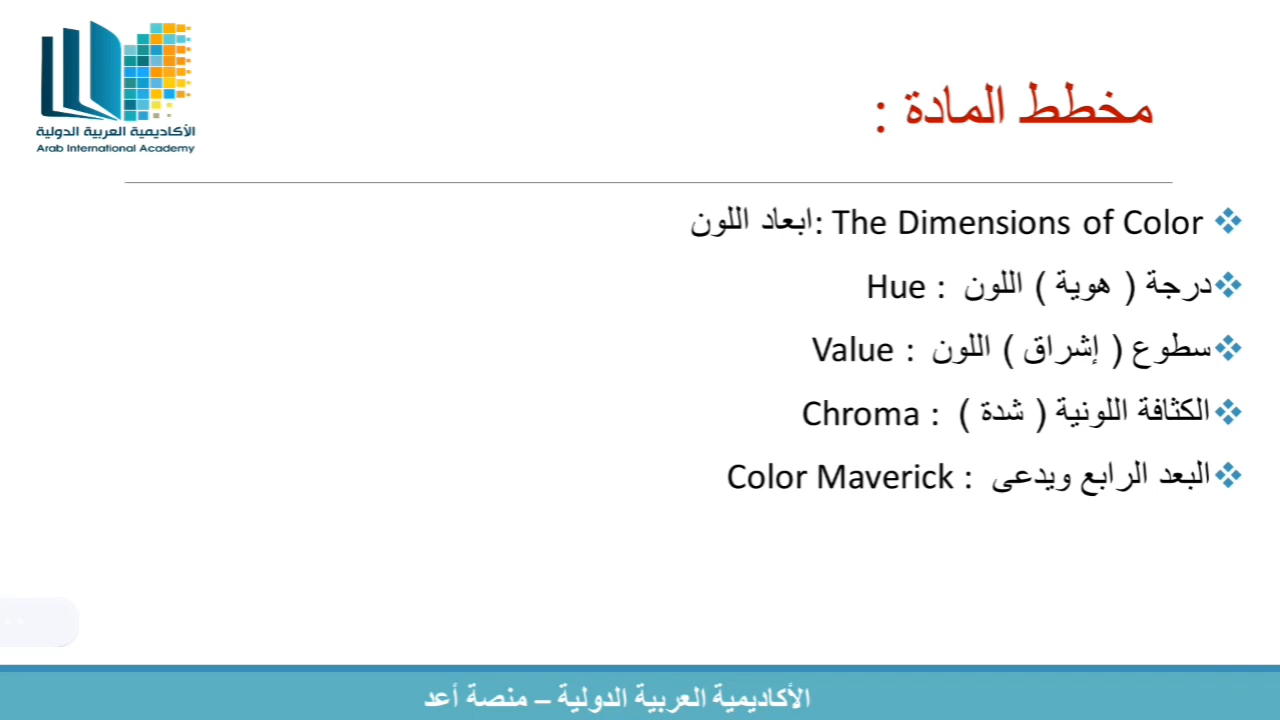 الأكاديمية العربية الدولية
Arab International Academy
مخطط المادة :
The Dimensions of Color :ابعاد اللون
درجة ( هوية ) اللون : Hue
سطوع ( إشراق ) اللون : Value
الكثافة اللونية ( شدة ) : Chroma
البعد الرابع ويدعى : Color Maverick
الأكاديمية العربية الدولية – منصة أعد